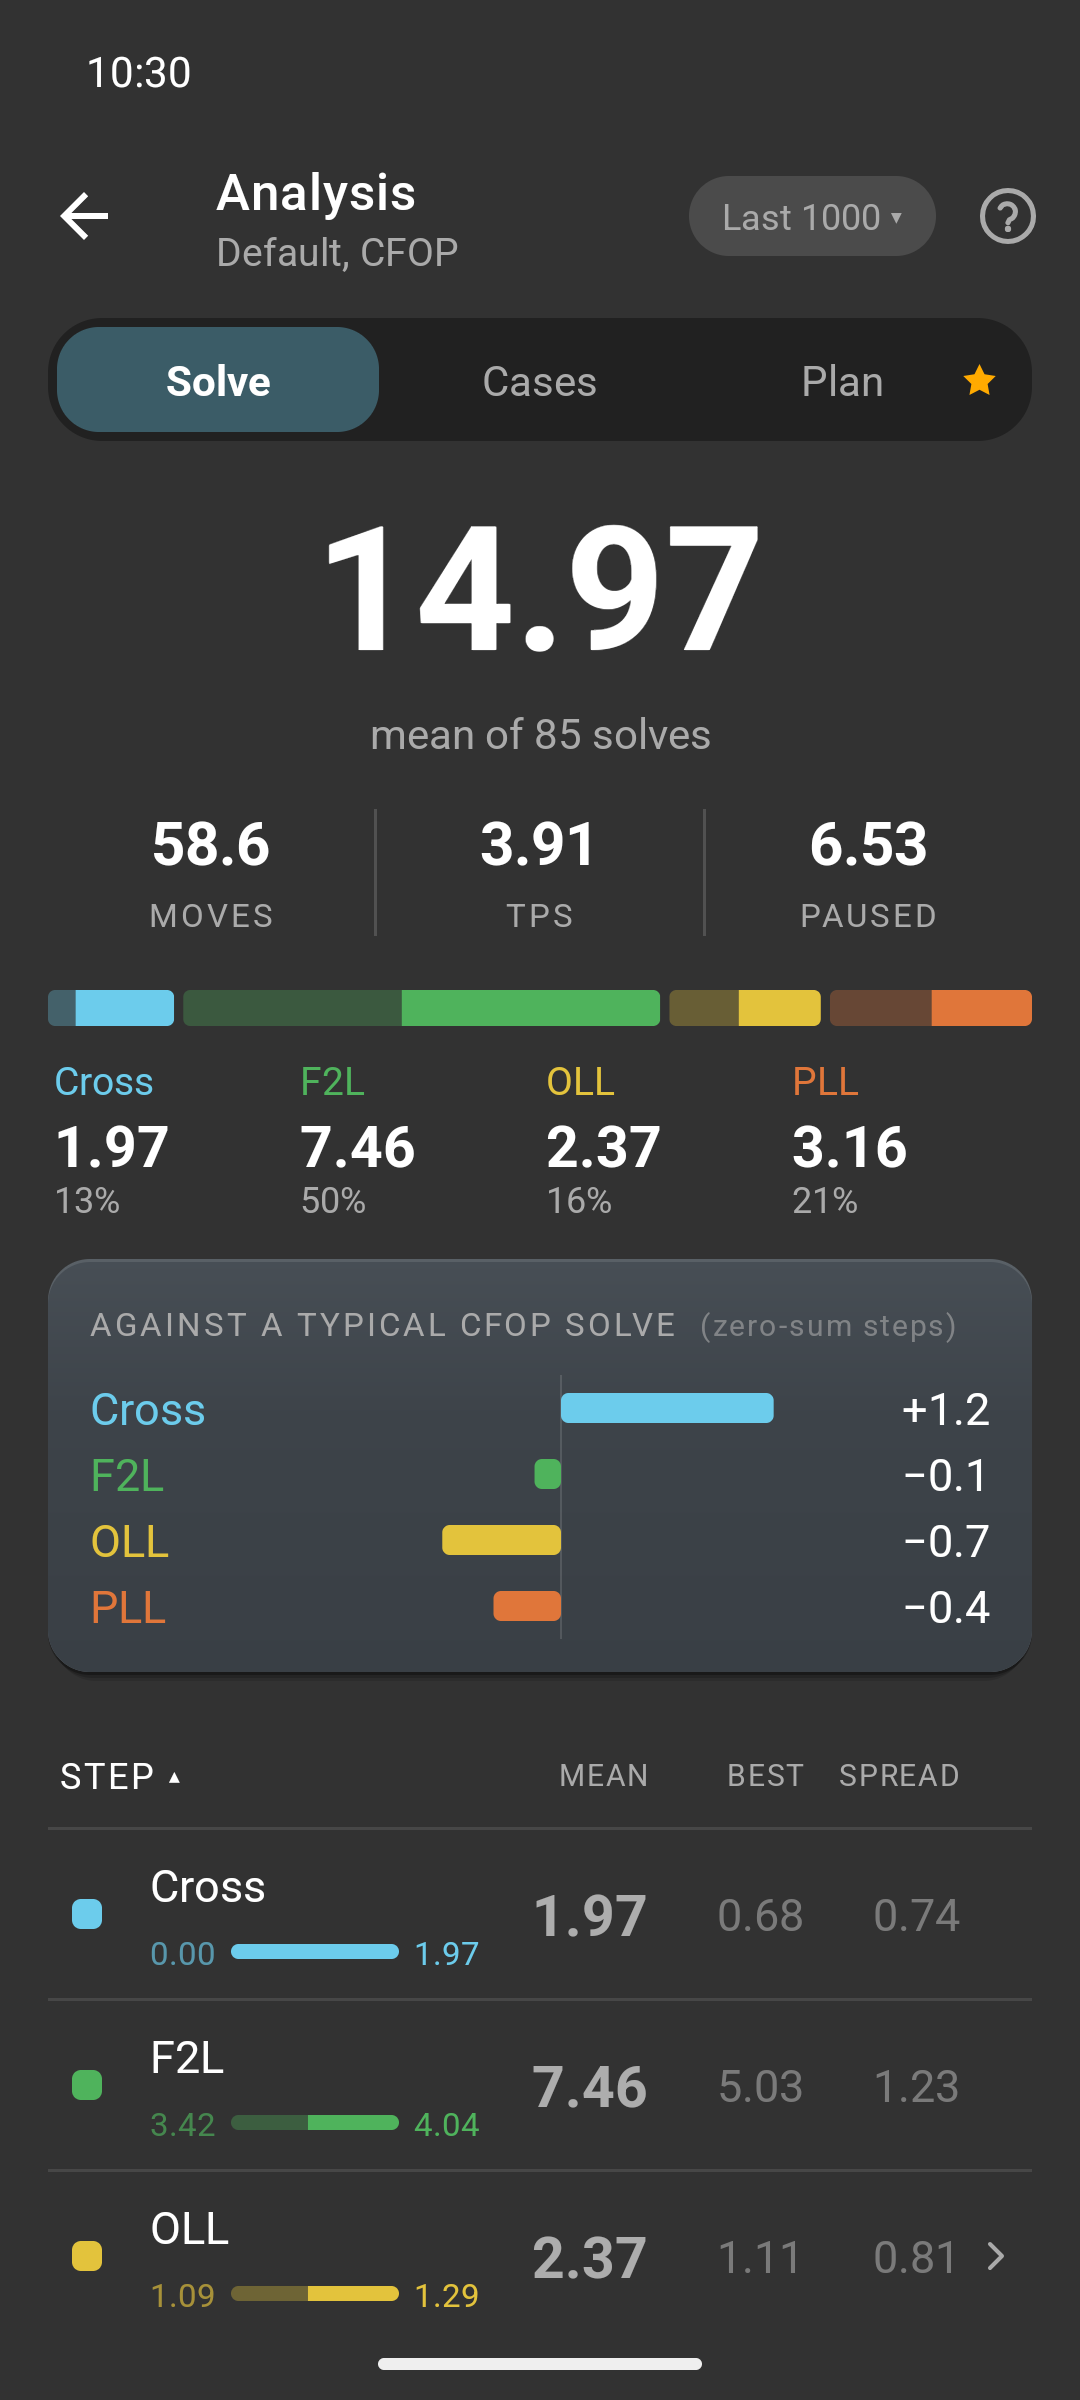 10:30
Analysis
Default, CFOP
Last 1000 ▾
Solve Cases Plan
14.97
mean of 85 solves
58.6 3.91 6.53
MOVES TPS PAUSED
Cross F2L OLL PLL
1.97 7.46 2.37 3.16
13% 50% 16% 21%
AGAINST A TYPICAL CFOP SOLVE (zero-sum steps)
Cross +1.2
F2L −0.1
OLL −0.7
PLL −0.4
STEP ▴ MEAN BEST SPREAD
Cross
1.97 0.68 0.74
0.00 1.97
F2L
7.46 5.03 1.23
3.42 4.04
OLL
2.37 1.11 0.81
1.09 1.29